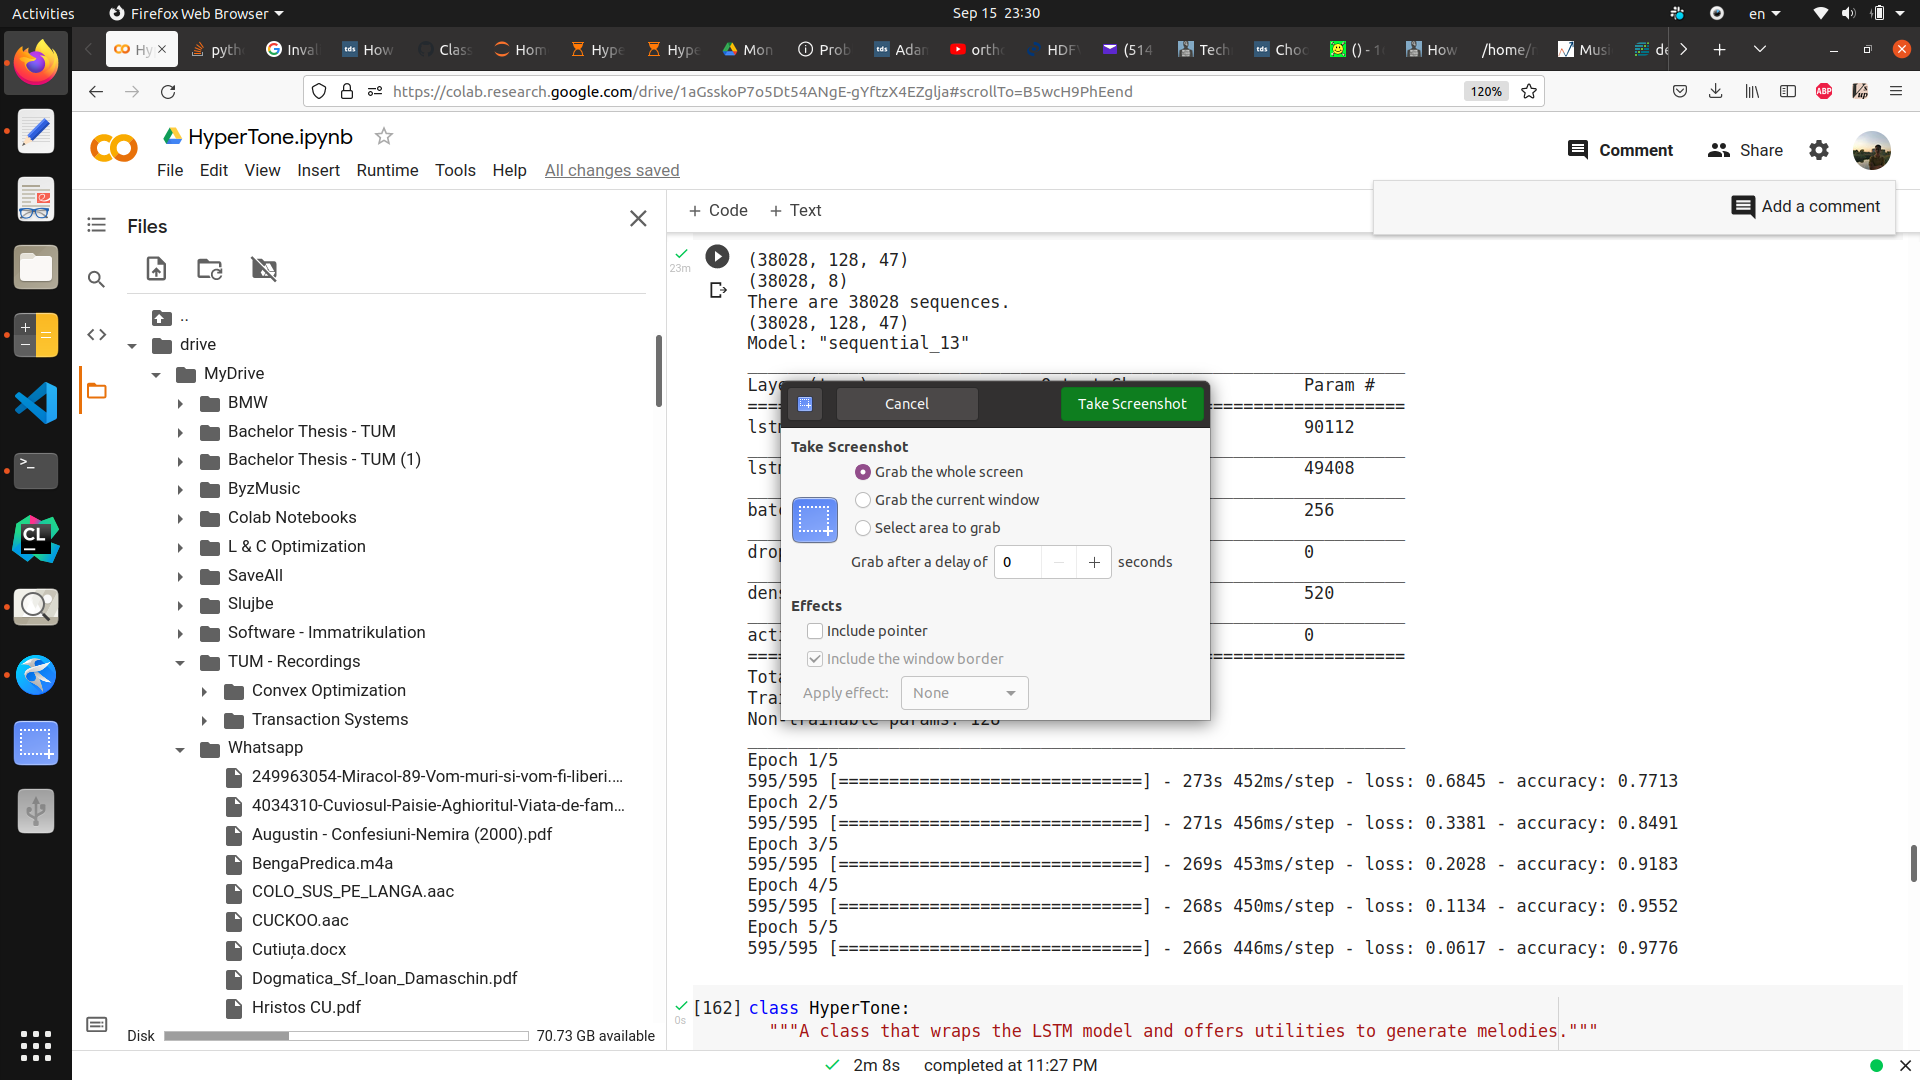 Activities
Firefox Web Browser
Sep 15 23:30
en
Hy
pyth
Inval
How
Class
Hom
Hype
Hype
Mon
Prob
Adan
ortho
HDF
(514
Tech
Choo
() - 1
How
/home/r
Musi
de
https://colab.research.google.com/drive/1aGsskoP7o5Dt54ANgE-gYftzX4EZglja#scrollTo=B5wcH9PhEend
120%
ABP
HyperTone.ipynb
File Edit View Insert Runtime Tools Help All changes saved
Comment
Share
Add a comment
+ Code + Text
Files
..
drive
MyDrive
BMW
Bachelor Thesis - TUM
Bachelor Thesis - TUM (1)
ByzMusic
Colab Notebooks
L & C Optimization
SaveAll
Slujbe
Software - Immatrikulation
TUM - Recordings
Convex Optimization
Transaction Systems
Whatsapp
249963054-Miracol-89-Vom-muri-si-vom-fi-liberi....
4034310-Cuviosul-Paisie-Aghioritul-Viata-de-fam...
Augustin - Confesiuni-Nemira (2000).pdf
BengaPredica.m4a
COLO_SUS_PE_LANGA.aac
CUCKOO.aac
Cutiuța.docx
Dogmatica_Sf_Ioan_Damaschin.pdf
Hristos CU.pdf
Disk 70.73 GB available
23m
(38028, 128, 47)
(38028, 8)
There are 38028 sequences.
(38028, 128, 47)
Model: "sequential_13"
Param #
90112
49408
256
0
520
0
Non-trainable params: 128
Cancel
Take Screenshot
Take Screenshot
Grab the whole screen
Grab the current window
Select area to grab
Grab after a delay of 0 − + seconds
Effects
Include pointer
Include the window border
Apply effect: None
Epoch 1/5
595/595 [==============================] - 273s 452ms/step - loss: 0.6845 - accuracy: 0.7713
Epoch 2/5
595/595 [==============================] - 271s 456ms/step - loss: 0.3381 - accuracy: 0.8491
Epoch 3/5
595/595 [==============================] - 269s 453ms/step - loss: 0.2028 - accuracy: 0.9183
Epoch 4/5
595/595 [==============================] - 268s 450ms/step - loss: 0.1134 - accuracy: 0.9552
Epoch 5/5
595/595 [==============================] - 266s 446ms/step - loss: 0.0617 - accuracy: 0.9776
0s
[162] class HyperTone:
"""A class that wraps the LSTM model and offers utilities to generate melodies."""
2m 8s completed at 11:27 PM